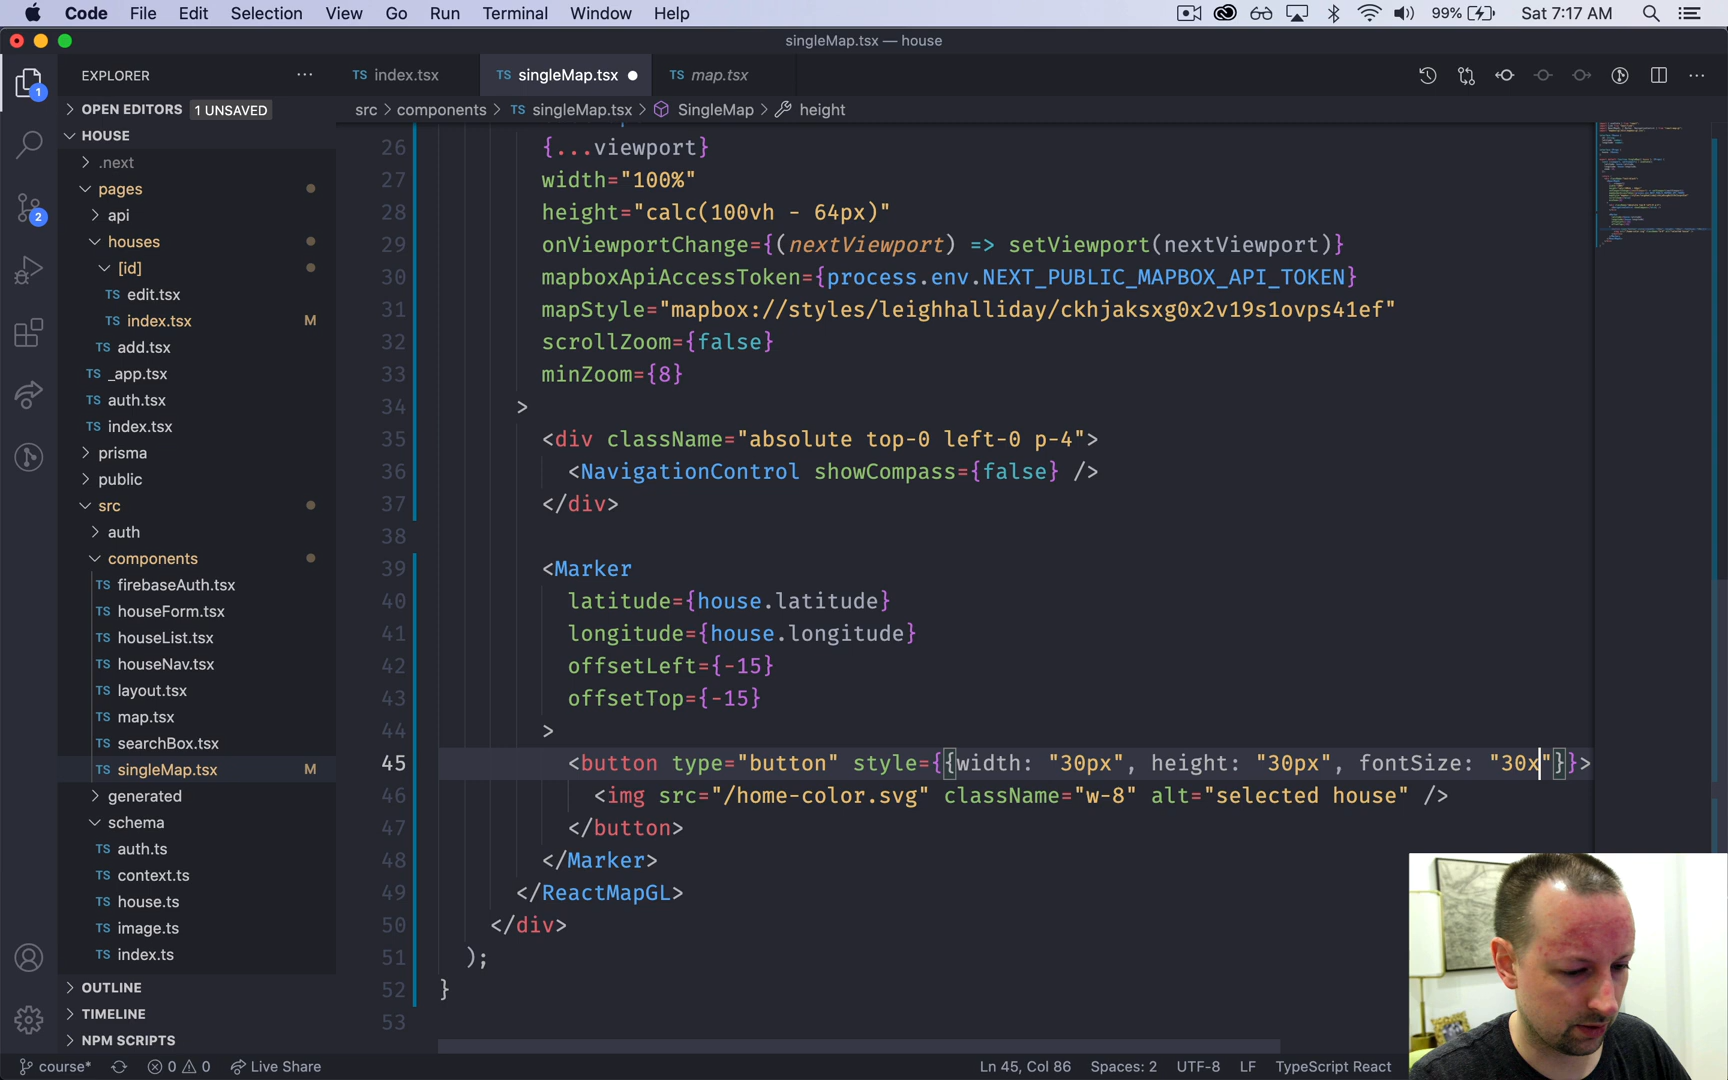 Code File Edit Selection View Go Run Terminal Window Help 99% Sat 7:17 AM
singleMap.tsx — house
EXPLORER ··· TS index.tsx TS singleMap.tsx ● TS map.tsx
OPEN EDITORS 1 UNSAVED
src > components > TS singleMap.tsx > SingleMap > height
HOUSE
.next
pages
api
houses
[id]
TS edit.tsx
TS index.tsx M
TS add.tsx
TS _app.tsx
TS auth.tsx
TS index.tsx
prisma
public
src
auth
components
TS firebaseAuth.tsx
TS houseForm.tsx
TS houseList.tsx
TS houseNav.tsx
TS layout.tsx
TS map.tsx
TS searchBox.tsx
TS singleMap.tsx M
generated
schema
TS auth.ts
TS context.ts
TS house.ts
TS image.ts
TS index.ts
OUTLINE
TIMELINE
NPM SCRIPTS
1
2
26 {...viewport}
27 width="100%"
28 height="calc(100vh - 64px)"
29 onViewportChange={(nextViewport) => setViewport(nextViewport)}
30 mapboxApiAccessToken={process.env.NEXT_PUBLIC_MAPBOX_API_TOKEN}
31 mapStyle="mapbox://styles/leighhalliday/ckhjaksxg0x2v19s1ovps41ef"
32 scrollZoom={false}
33 minZoom={8}
34 >
35 <div className="absolute top-0 left-0 p-4">
36 <NavigationControl showCompass={false} />
37 </div>
38
39 <Marker
40 latitude={house.latitude}
41 longitude={house.longitude}
42 offsetLeft={-15}
43 offsetTop={-15}
44 >
45 <button type="button" style={{width: "30px", height: "30px", fontSize: "30x"}}>
46 <img src="/home-color.svg" className="w-8" alt="selected house" />
47 </button>
48 </Marker>
49 </ReactMapGL>
50 </div>
51 );
52 }
53
course* 0 0 Live Share Ln 45, Col 86 Spaces: 2 UTF-8 LF TypeScript React